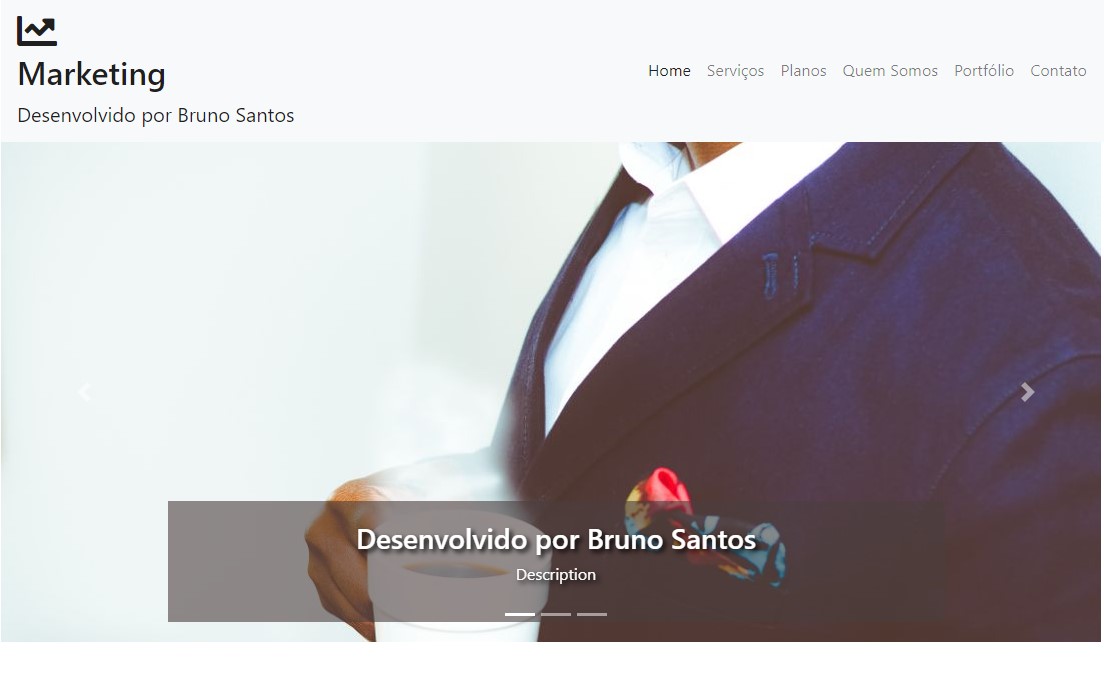 Marketing
Desenvolvido por Bruno Santos
Home Serviços Planos Quem Somos Portfólio Contato
Desenvolvido por Bruno Santos
Description